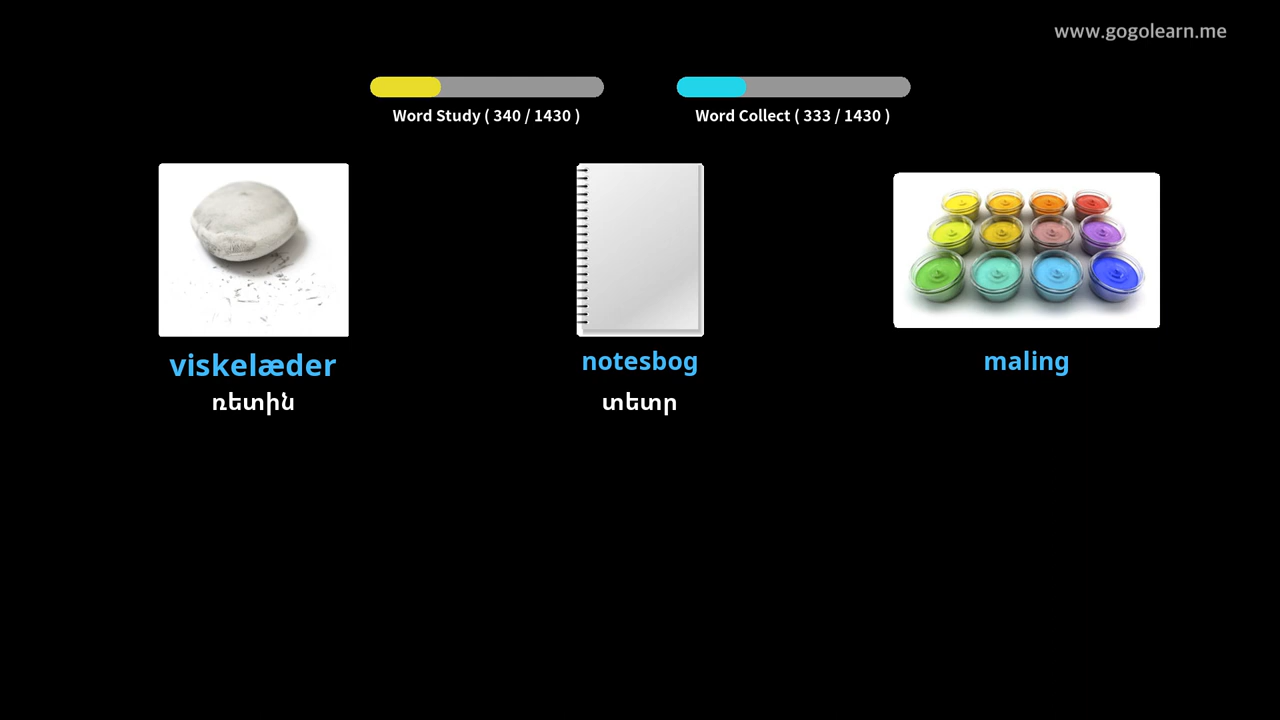 www.gogolearn.me
Word Study ( 340 / 1430 )
Word Collect ( 333 / 1430 )
viskelæder
ռետին
notesbog
տետր
maling